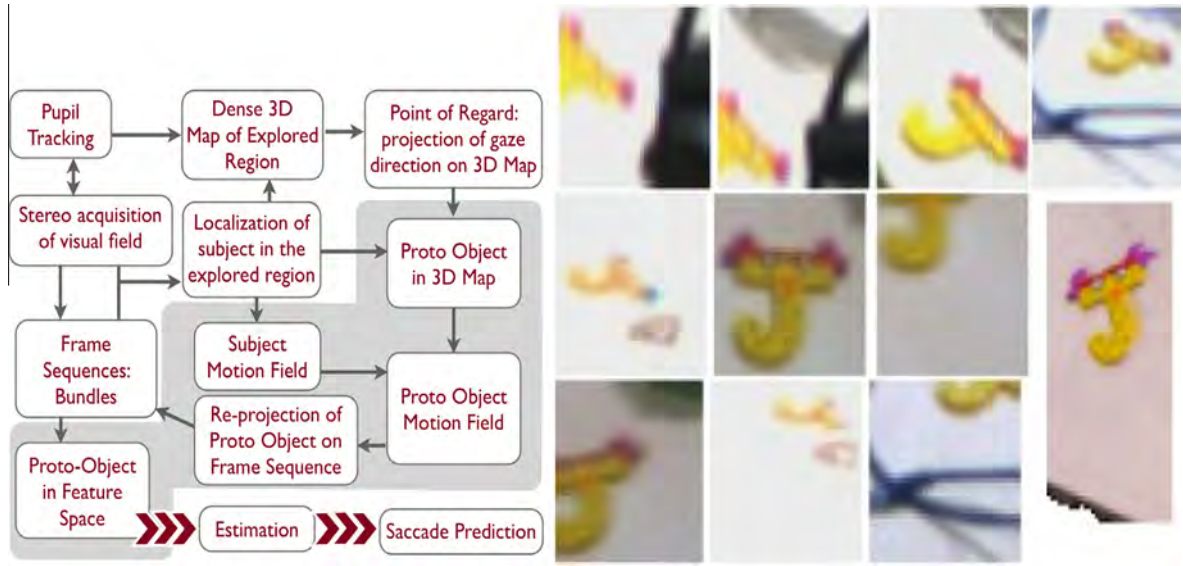 Pupil
Tracking
Dense 3D
Map of Explored
Region
Point of Regard:
projection of gaze
direction on 3D Map
Stereo acquisition
of visual field
Localization of
subject in the
explored region
Proto Object
in 3D Map
Frame
Sequences:
Bundles
Subject
Motion Field
Proto Object
Motion Field
Re-projection of
Proto Object on
Frame Sequence
Proto-Object
in Feature
Space
Estimation
Saccade Prediction